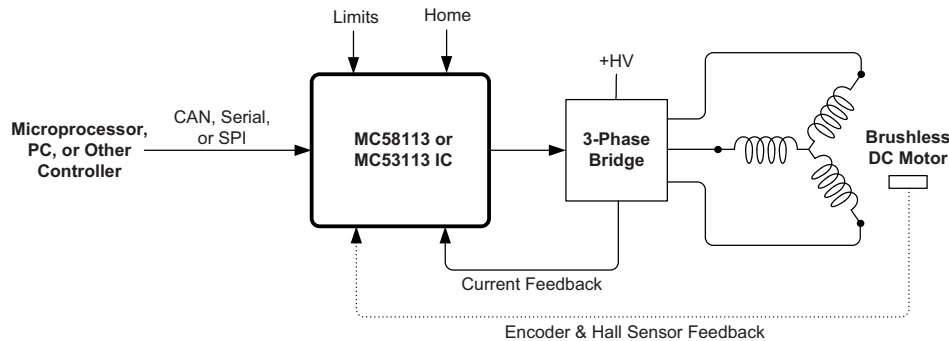 Limits
Home
+HV
CAN, Serial,
or SPI
Microprocessor,
PC, or Other
Controller
MC58113 or
MC53113 IC
3-Phase
Bridge
Brushless
DC Motor
Current Feedback
Encoder & Hall Sensor Feedback